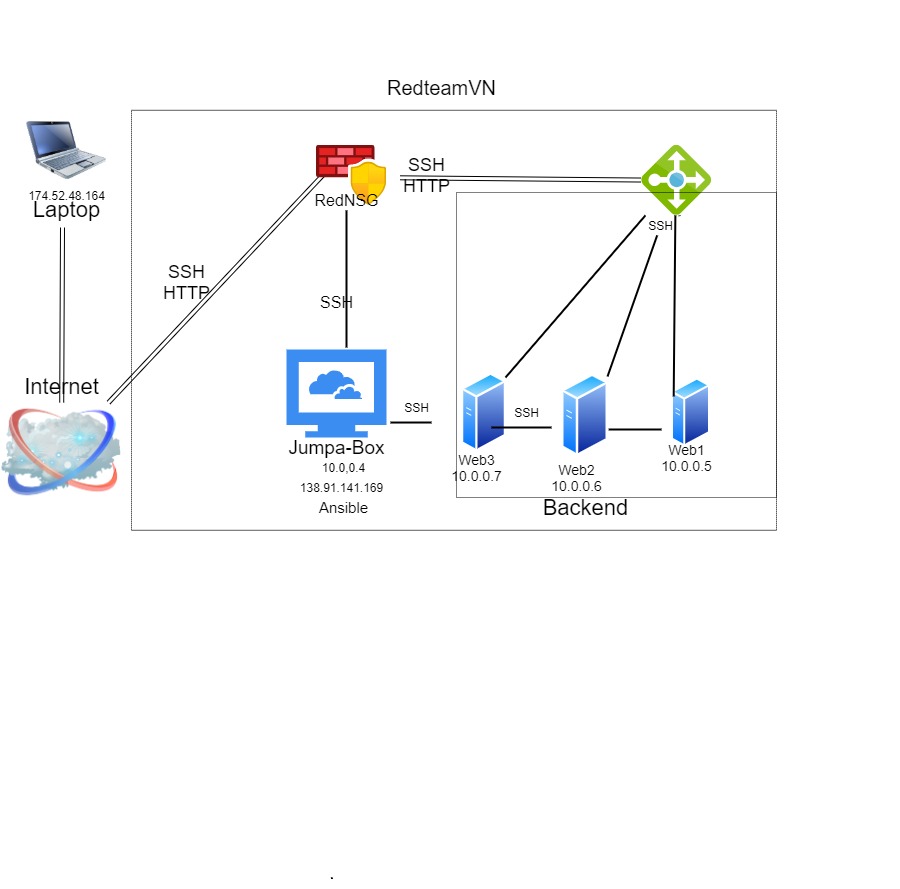 RedteamVN
174.52.48.164
Laptop
RedNSG
SSH
HTTP
SSH
SSH
HTTP
SSH
Internet
SSH
SSH
Jumpa-Box
10.0,0.4
138.91.141.169
Ansible
Web3
10.0.0.7
Web2
10.0.0.6
Web1
10.0.0.5
Backend